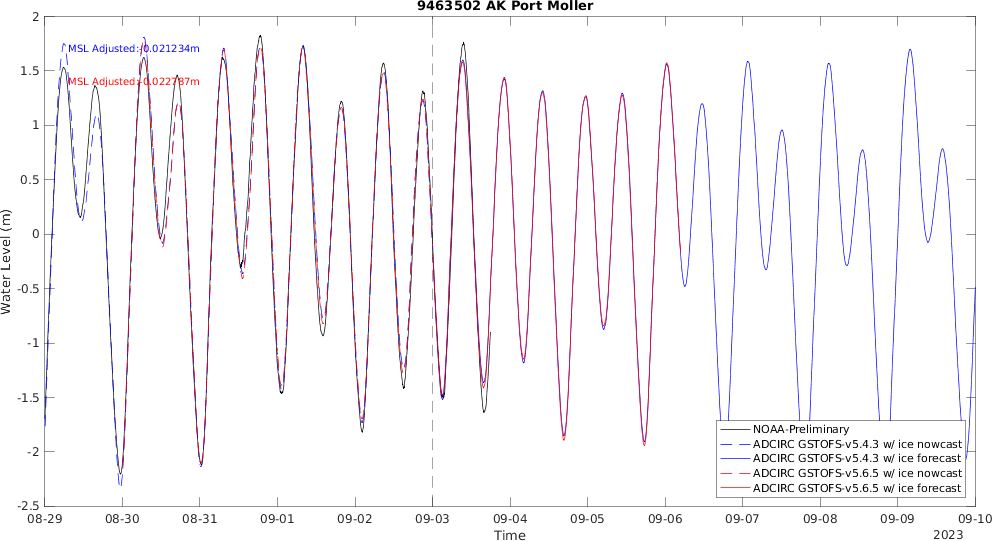 9463502 AK Port Moller
2
1.5
1
0.5
0
-0.5
-1
-1.5
-2
-2.5
Water Level (m)
MSL Adjusted:-0.021234m
MSL Adjusted:-0.022787m
NOAA-Preliminary
ADCIRC GSTOFS-v5.4.3 w/ ice nowcast
ADCIRC GSTOFS-v5.4.3 w/ ice forecast
ADCIRC GSTOFS-v5.6.5 w/ ice nowcast
ADCIRC GSTOFS-v5.6.5 w/ ice forecast
08-29 08-30 08-31 09-01 09-02 09-03 09-04 09-05 09-06 09-07 09-08 09-09 09-10
Time
2023